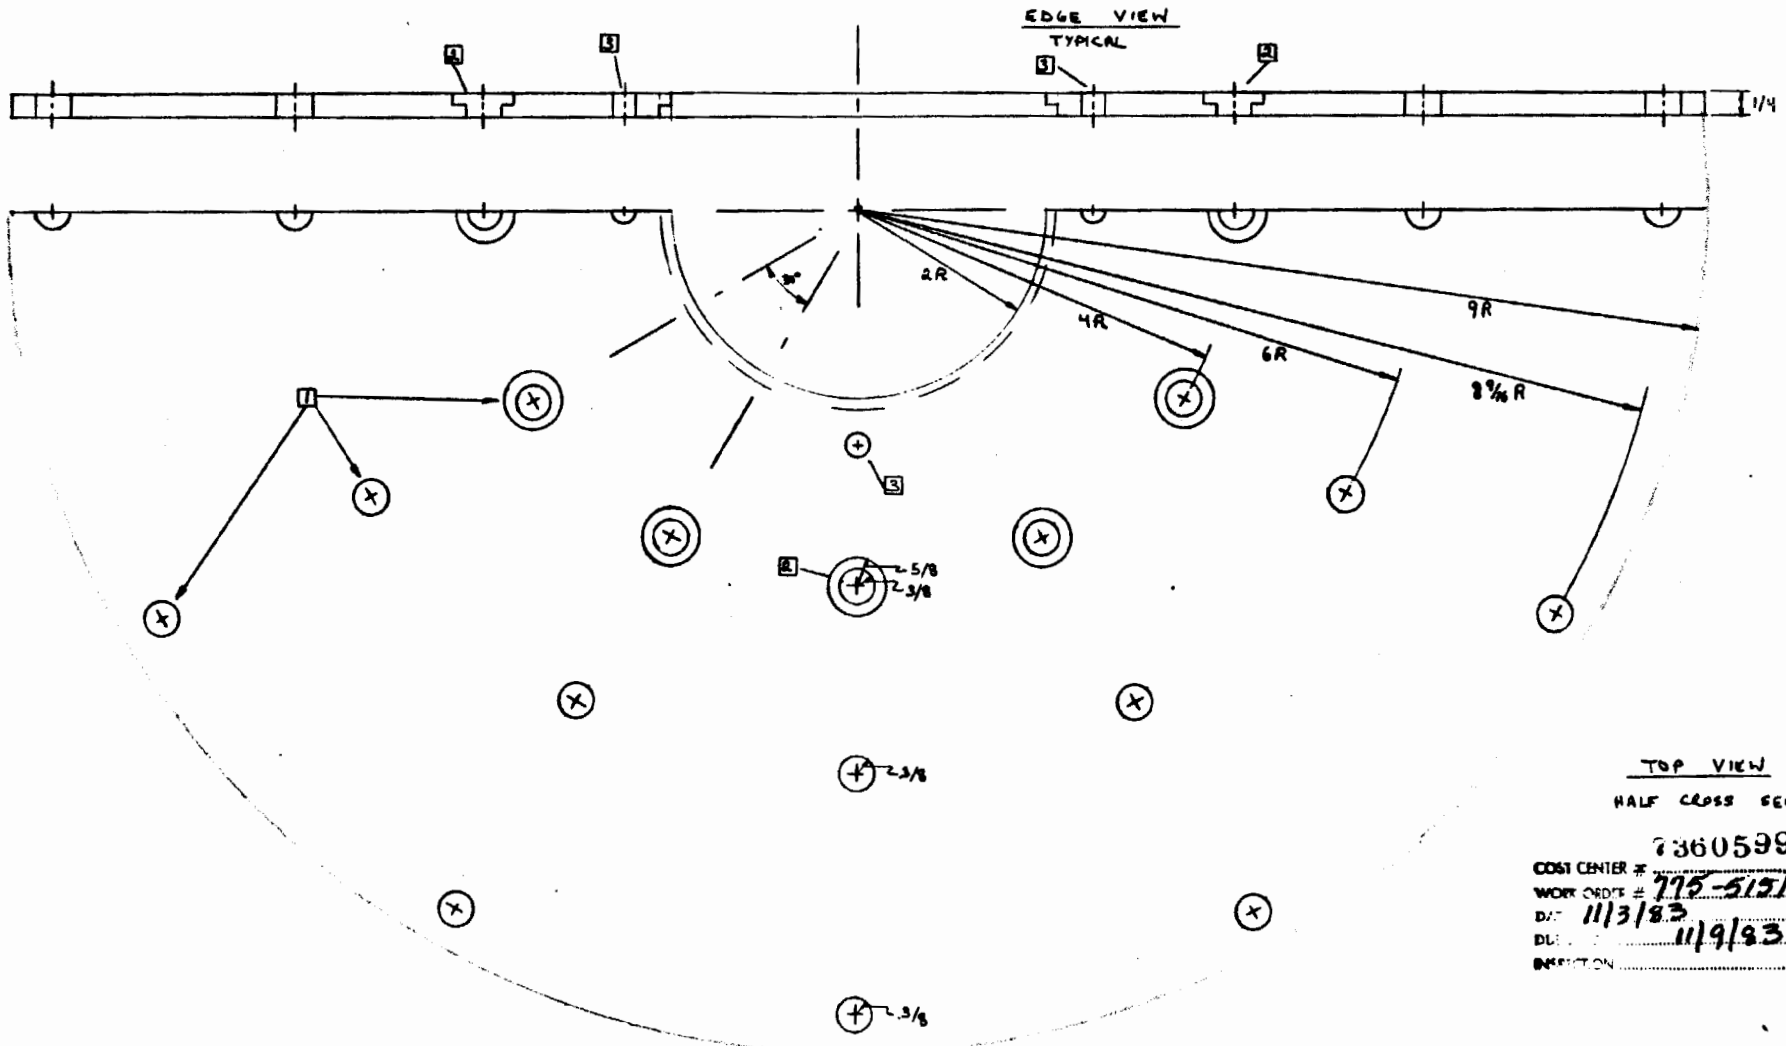 EDGE VIEW
TYPICAL
2
3
3
2
1/4
30°
2R
4R
6R
8 9/16 R
9R
1
3
2
5/8
3/8
3/8
3/8
TOP VIEW
HALF CROSS
7360599
COST CENTER #
WORK ORDER # 775-5151
11/3/83
11/9/83
INSPECTION